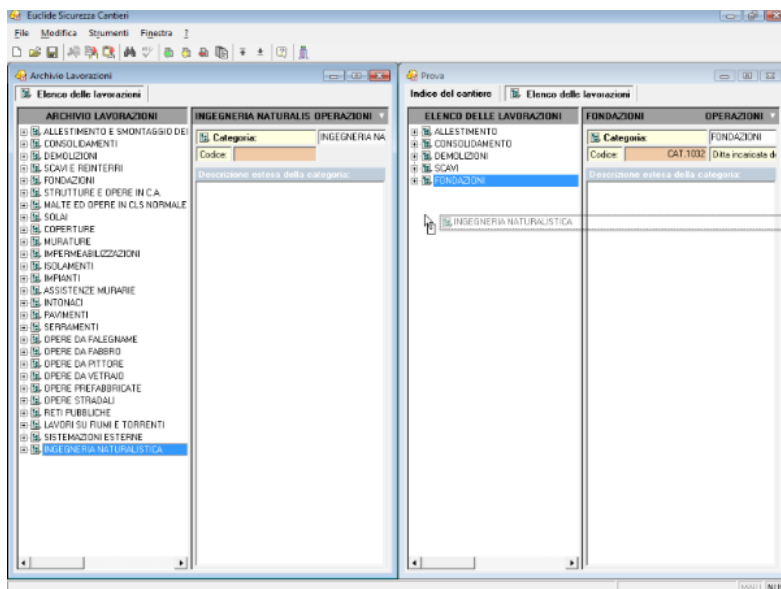 Euclide Sicurezza Cantieri
File Modifica Strumenti Finestra ?
Archivio Lavorazioni
Elenco delle lavorazioni
ARCHIVIO LAVORAZIONI
ALLESTIMENTO E SMONTAGGIO DEI
CONSOLIDAMENTI
DEMOLIZIONI
SCAVI E REINTERRI
FONDAZIONI
STRUTTURE E OPERE IN C.A.
MALTE ED OPERE IN CLS NORMALE
SOLAI
COPERTURE
MURATURE
IMPERMEABILIZZAZIONI
ISOLAMENTI
IMPIANTI
ASSISTENZE MURARIE
INTONACI
PAVIMENTI
SERRAMENTI
OPERE DA FALEGNAME
OPERE DA FABBRO
OPERE DA PITTORE
OPERE DA VETRAIO
OPERE PREFABBRICATE
OPERE STRADALI
RETI PUBBLICHE
LAVORI SU FIUMI E TORRENTI
SISTEMAZIONI ESTERNE
INGEGNERIA NATURALISTICA
INGEGNERIA NATURALIS OPERAZIONI
Categoria: INGEGNERIA NA
Codice:
Descrizione estesa della categoria:
Prova
Indice del cantiere Elenco delle lavorazioni
ELENCO DELLE LAVORAZIONI
ALLESTIMENTO
CONSOLIDAMENTO
DEMOLIZIONI
SCAVI
FONDAZIONI
INGEGNERIA NATURALISTICA
FONDAZIONI OPERAZIONI
Categoria: FONDAZIONI
Codice: CAT.1032 Ditta incaricata de
Descrizione estesa della categoria: